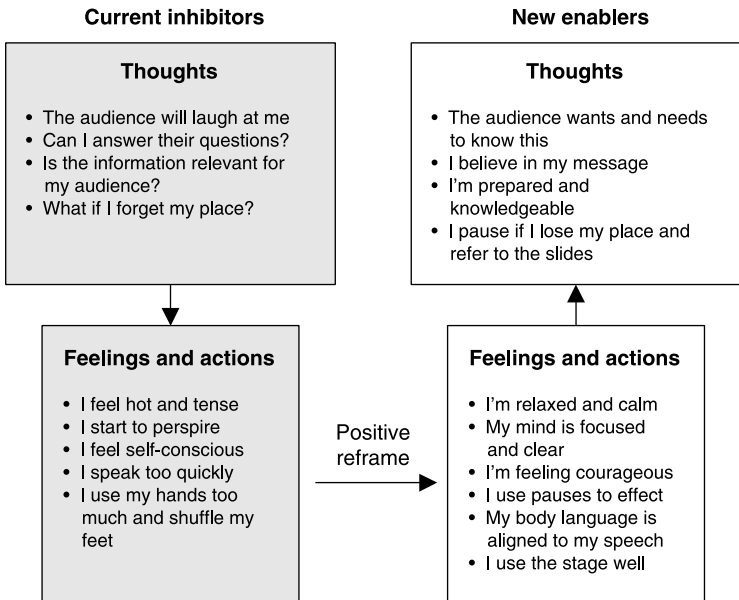 Current inhibitors
Thoughts
• The audience will laugh at me
• Can I answer their questions?
• Is the information relevant for
my audience?
• What if I forget my place?
Feelings and actions
• I feel hot and tense
• I start to perspire
• I feel self-conscious
• I speak too quickly
• I use my hands too
much and shuffle my
feet
Positive
reframe
New enablers
Thoughts
• The audience wants and needs
to know this
• I believe in my message
• I'm prepared and
knowledgeable
• I pause if I lose my place and
refer to the slides
Feelings and actions
• I'm relaxed and calm
• My mind is focused
and clear
• I'm feeling courageous
• I use pauses to effect
• My body language is
aligned to my speech
• I use the stage well